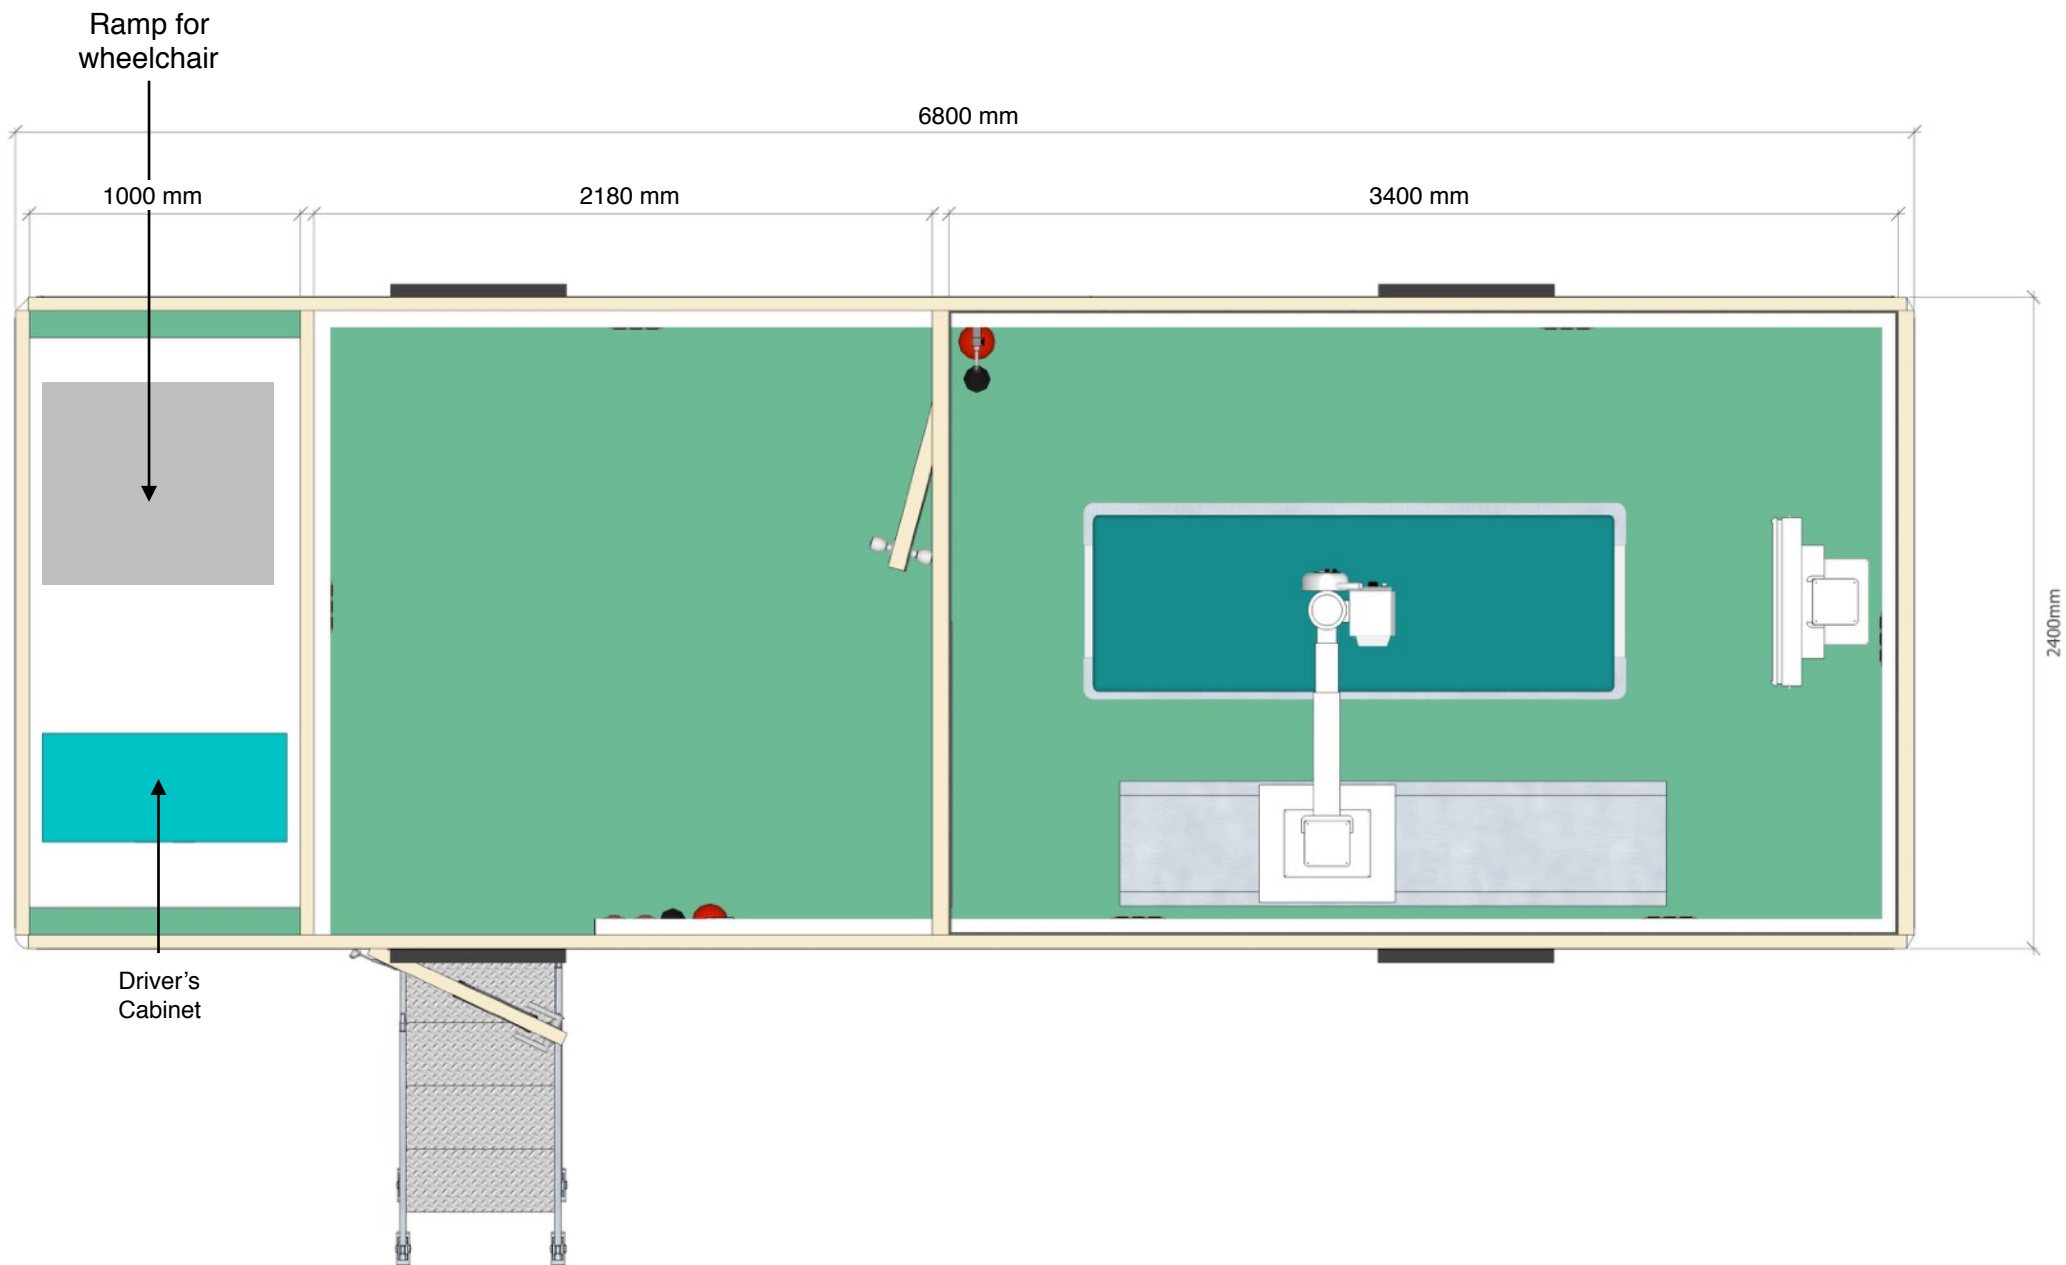 Ramp for
wheelchair
6800 mm
1000 mm
2180 mm
3400 mm
2400mm
Driver’s
Cabinet